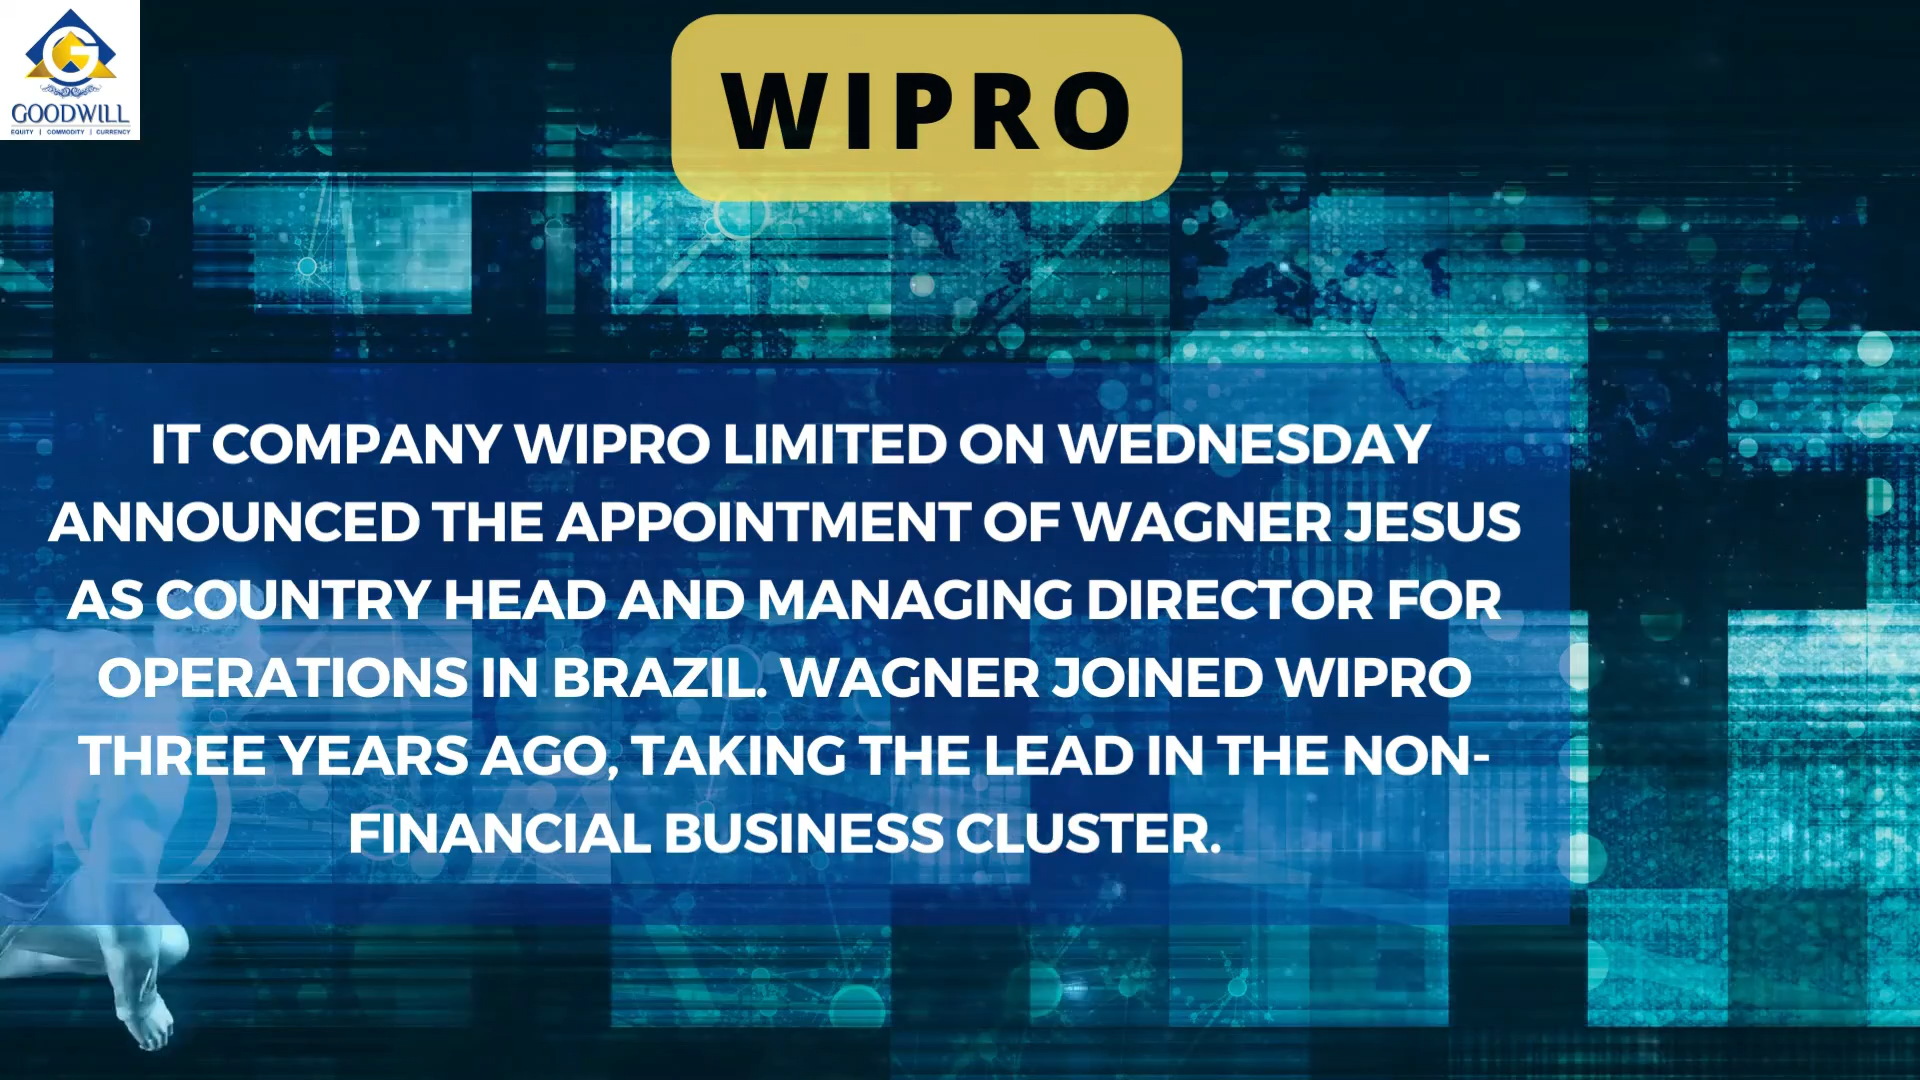 GOODWILL
EQUITY | COMMODITY | CURRENCY
WIPRO
IT COMPANY WIPRO LIMITED ON WEDNESDAY
ANNOUNCED THE APPOINTMENT OF WAGNER JESUS
AS COUNTRY HEAD AND MANAGING DIRECTOR FOR
OPERATIONS IN BRAZIL. WAGNER JOINED WIPRO
THREE YEARS AGO, TAKING THE LEAD IN THE NON-
FINANCIAL BUSINESS CLUSTER.